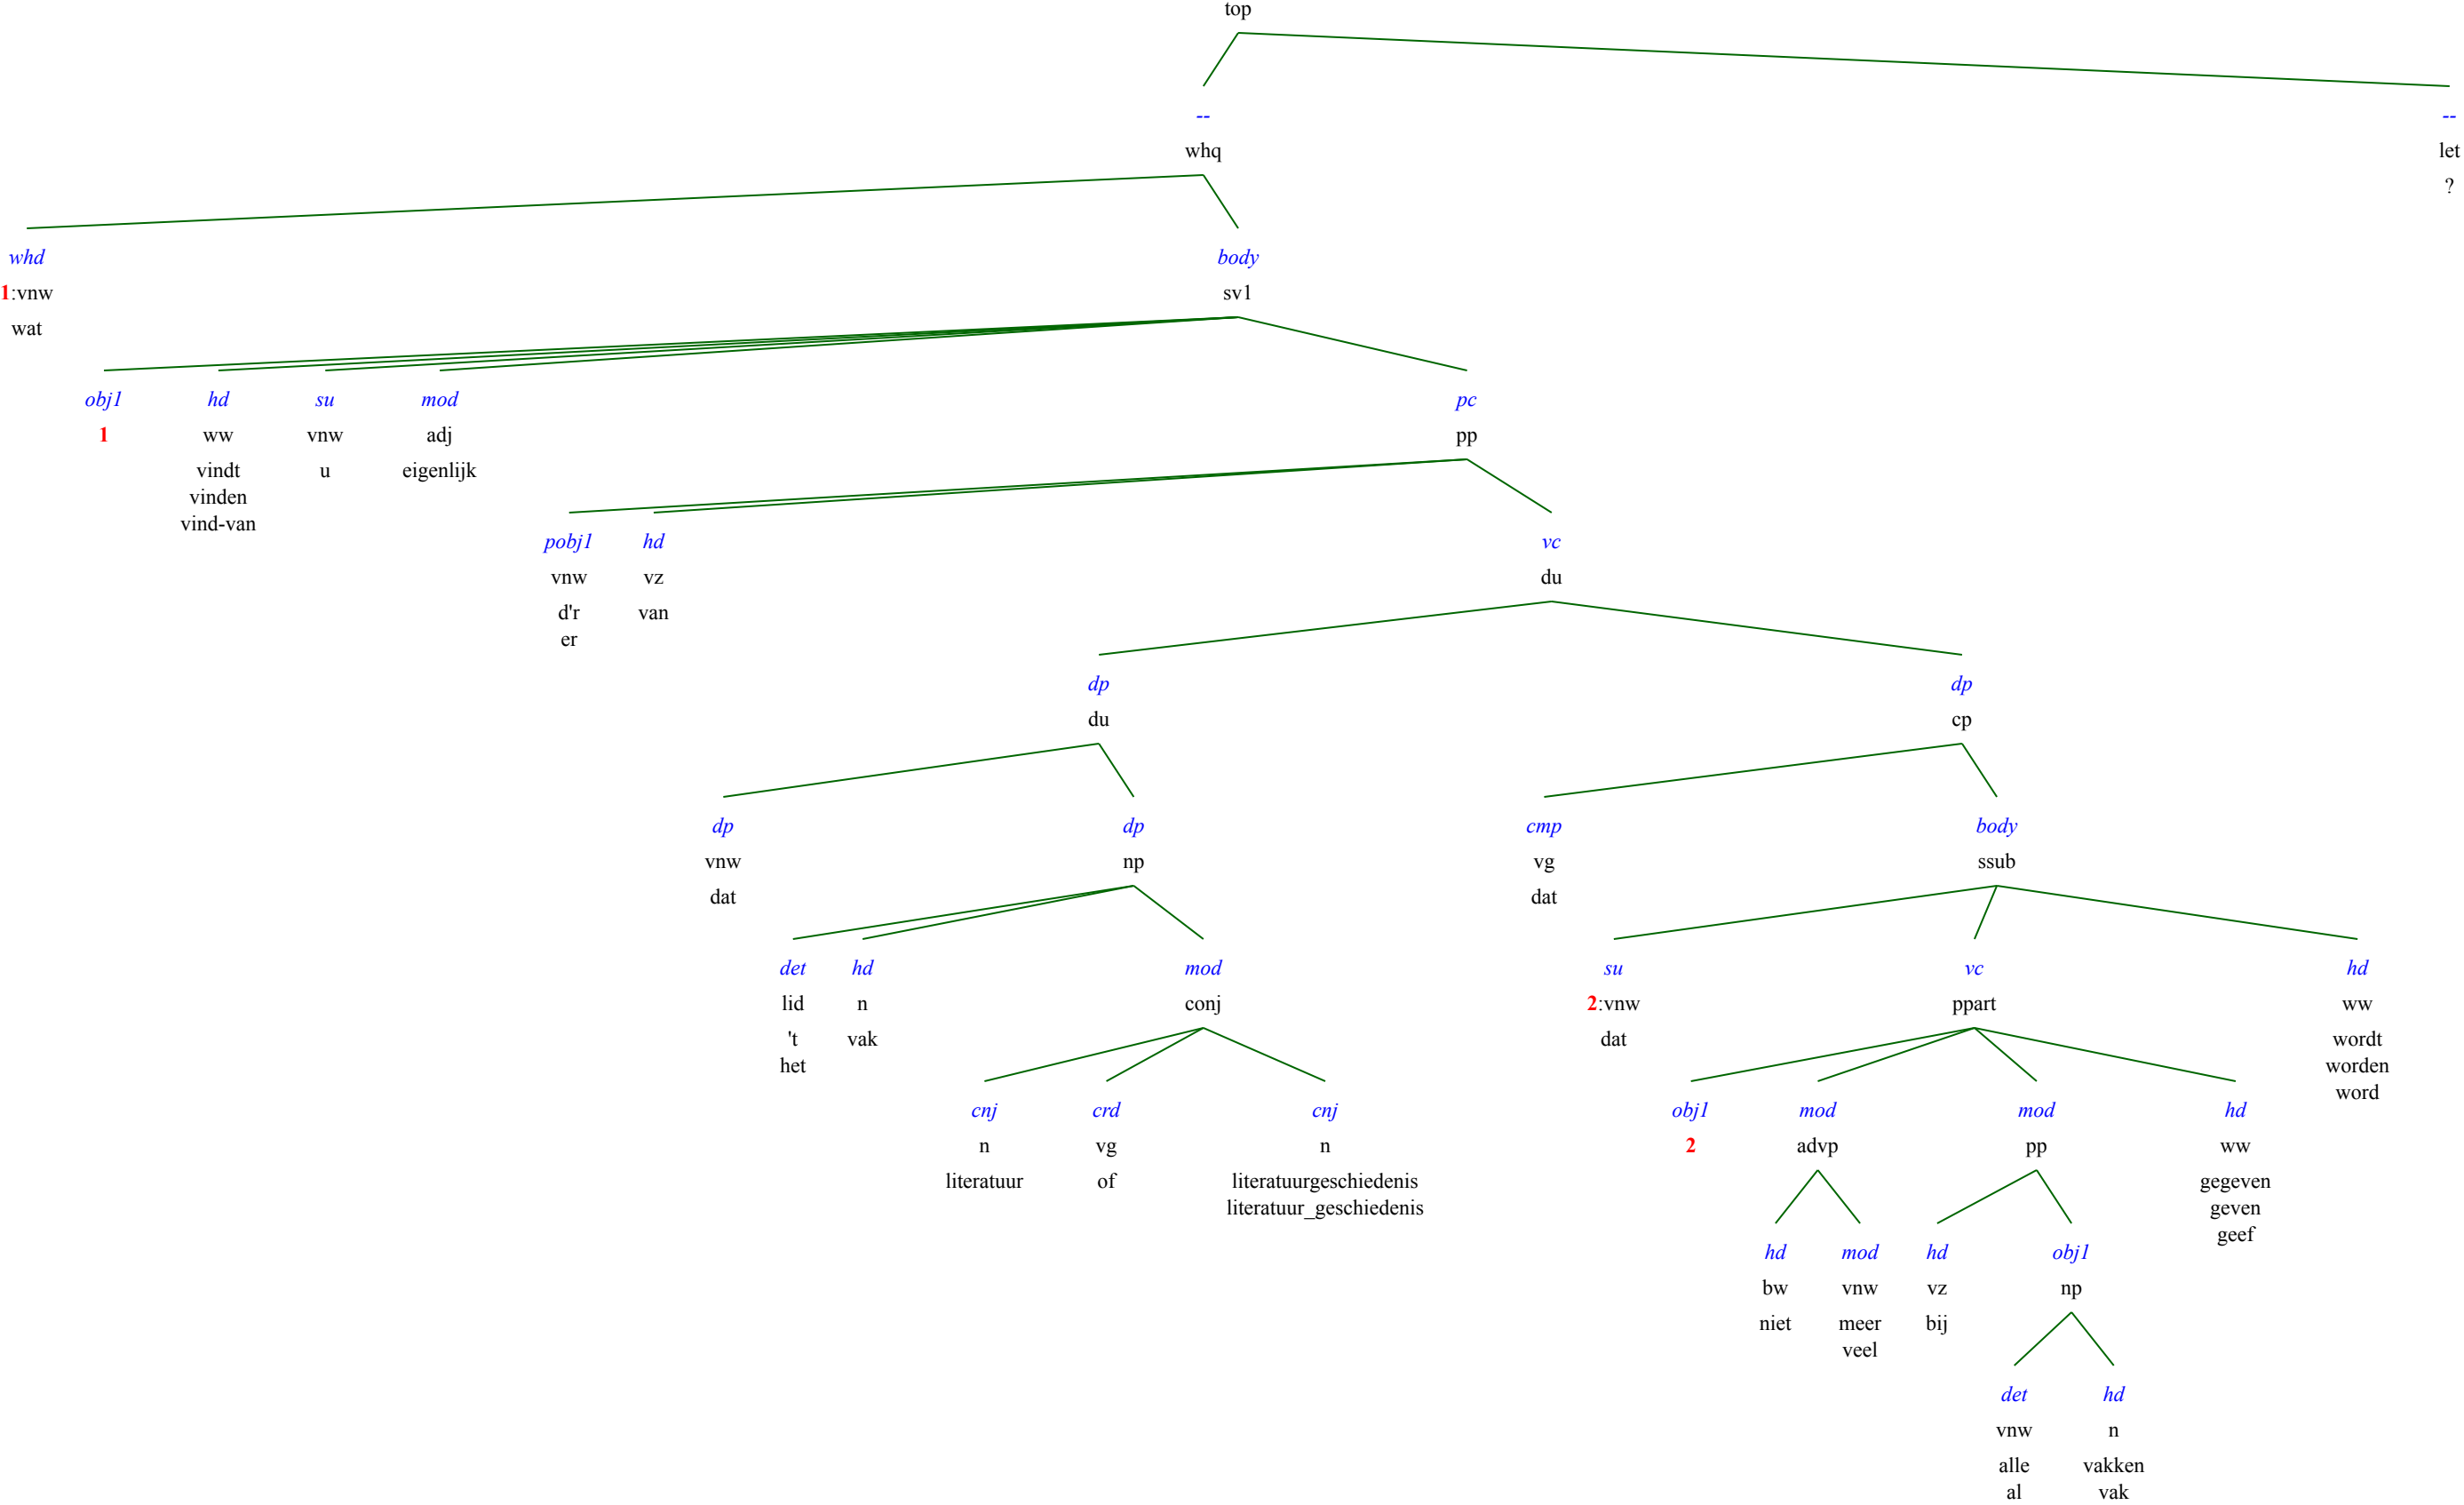 top
-- --
whq let
?
whd body
1:vnw sv1
wat
obj1 hd su mod pc
1 ww vnw adj pp
vindt u eigenlijk
vinden
vind-van
pobj1 hd vc
vnw vz du
d'r van
er
dp dp
du cp
dp dp cmp body
vnw np vg ssub
dat dat
det hd mod su vc hd
lid n conj 2:vnw ppart ww
't vak dat wordt
het worden
word
cnj crd cnj obj1 mod mod hd
n vg n 2 advp pp ww
literatuur of literatuurgeschiedenis gegeven
literatuur_geschiedenis geven
geef
hd mod hd obj1
bw vnw vz np
niet meer bij
veel
det hd
vnw n
alle vakken
al vak